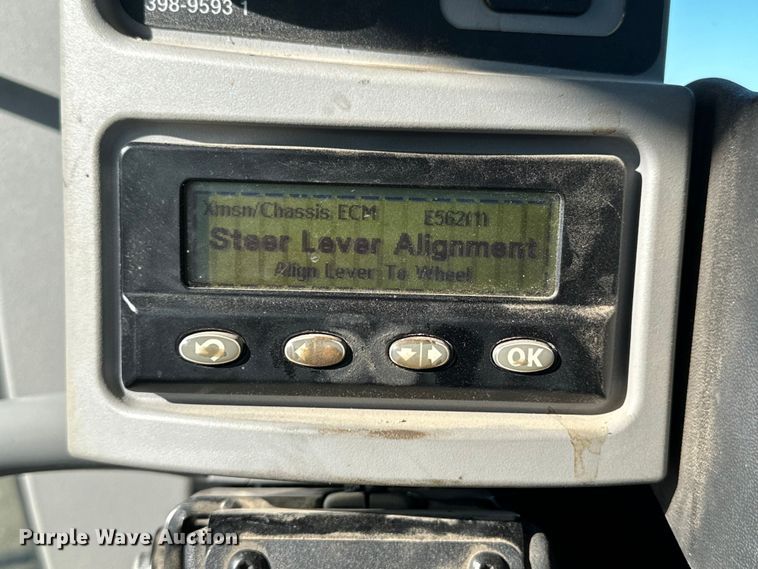 398-9593 1
Xmsn/Chassis ECM E562(1)
Steer Lever Alignment
Align Lever To Wheel
OK
Purple Wave Auction